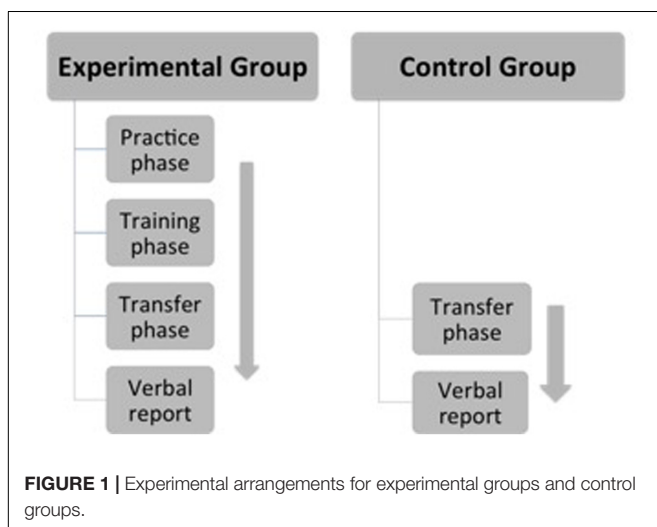 Experimental Group
Practice
phase
Training
phase
Transfer
phase
Verbal
report
Control Group
Transfer
phase
Verbal
report
FIGURE 1 | Experimental arrangements for experimental groups and control
groups.